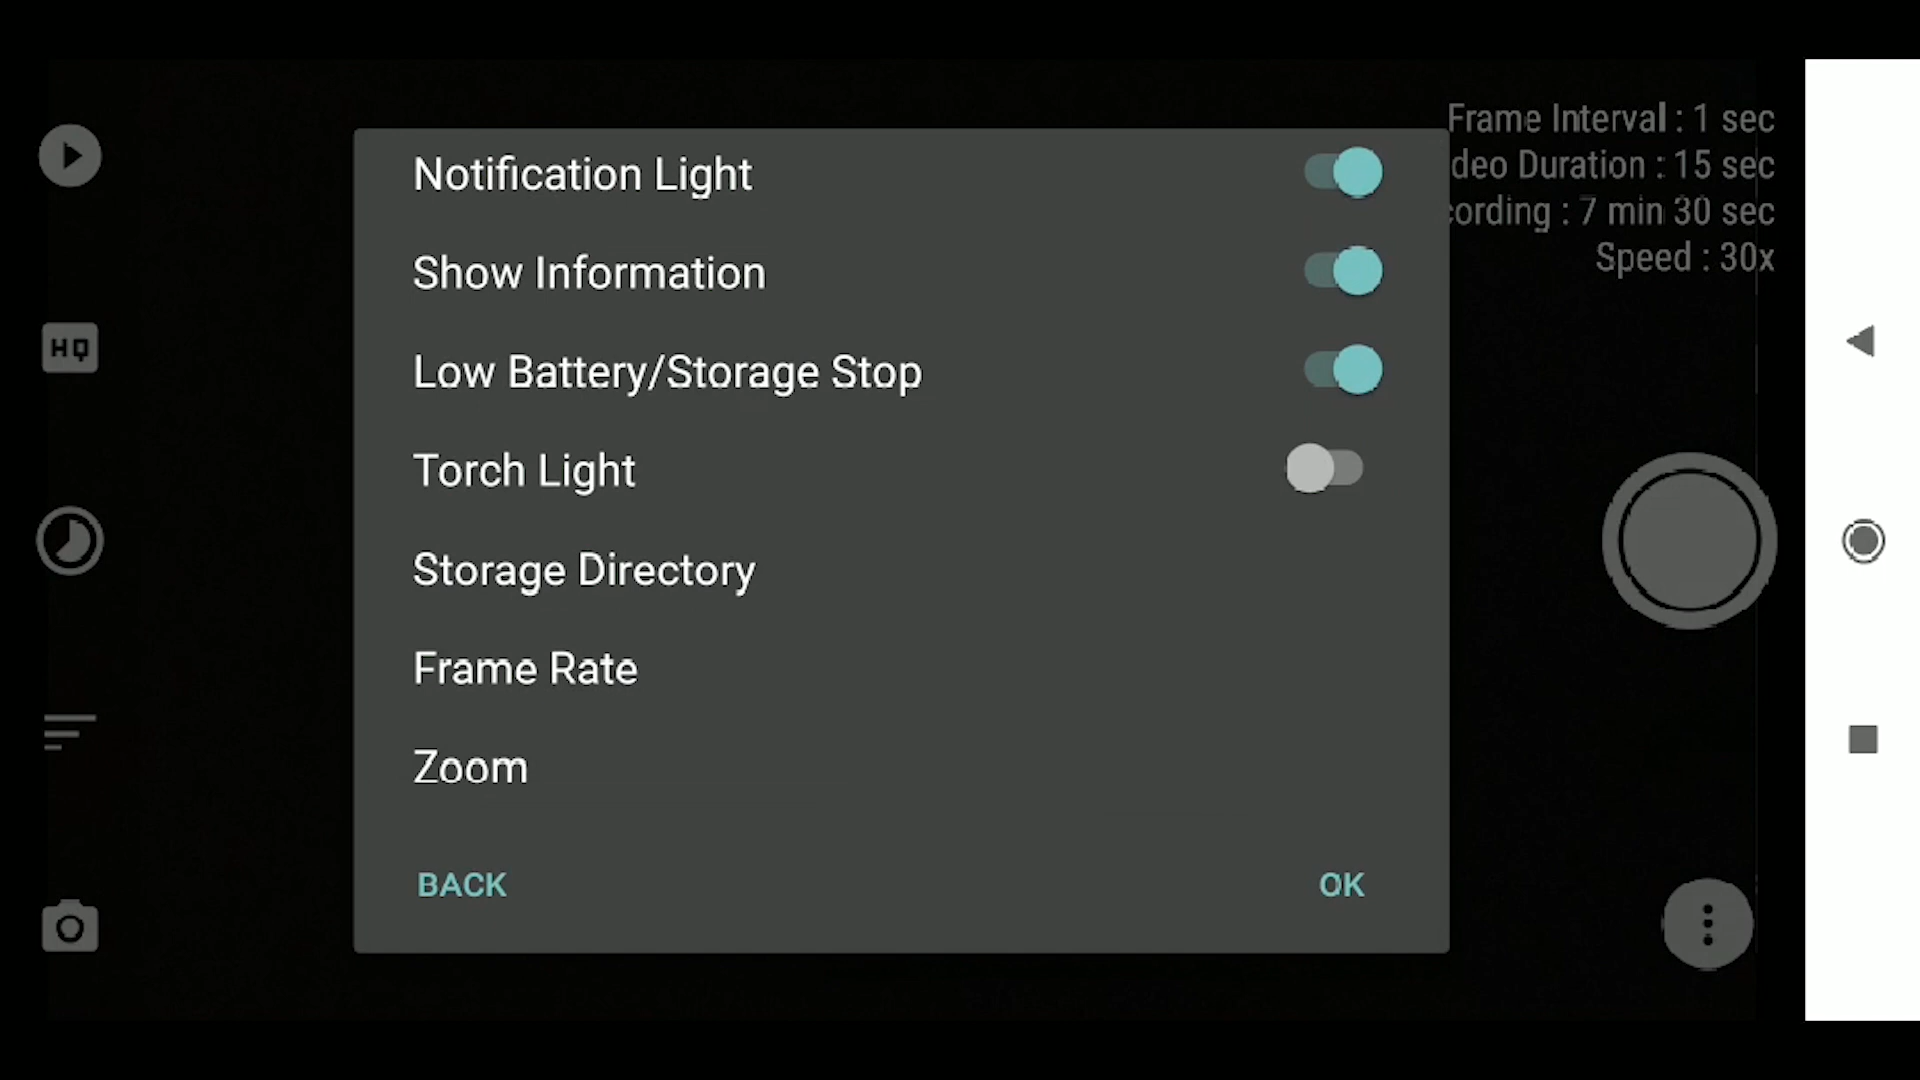 Frame Interval : 1 sec
deo Duration : 15 sec
cording : 7 min 30 sec
Speed : 30x
HQ
Notification Light
Show Information
Low Battery/Storage Stop
Torch Light
Storage Directory
Frame Rate
Zoom
BACK
OK